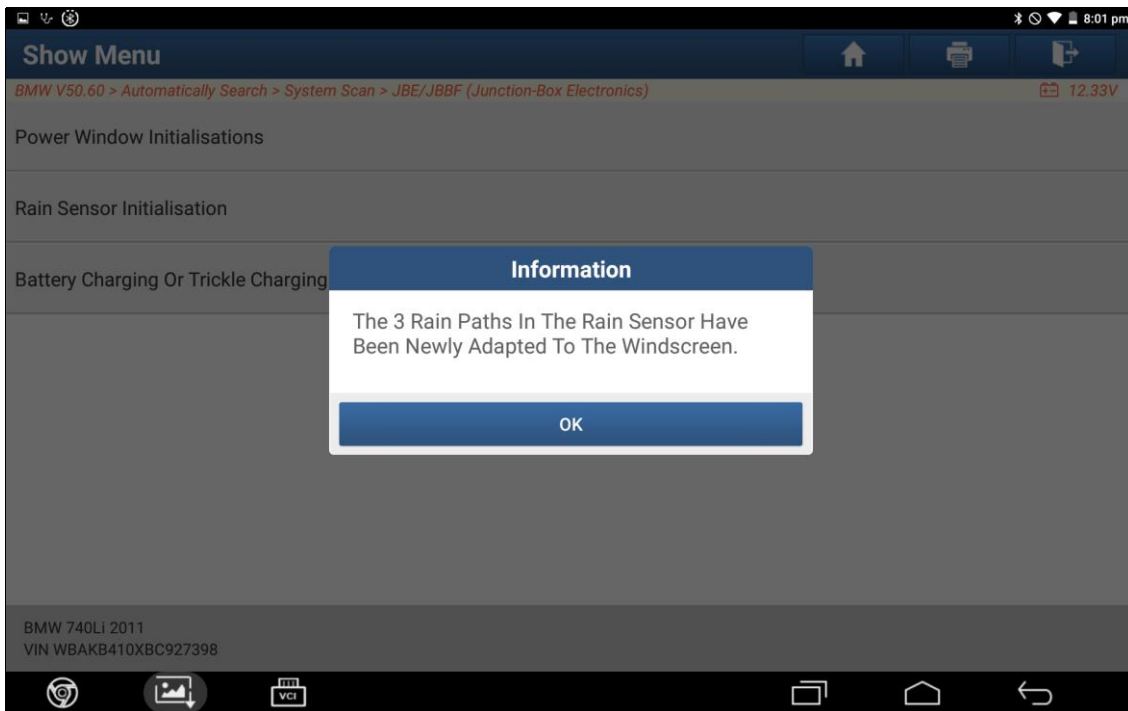 8:01 pm
Show Menu
BMW V50.60 > Automatically Search > System Scan > JBE/JBBF (Junction-Box Electronics)
12.33V
Power Window Initialisations
Rain Sensor Initialisation
Battery Charging Or Trickle Charging
Information
The 3 Rain Paths In The Rain Sensor Have
Been Newly Adapted To The Windscreen.
OK
BMW 740Li 2011
VIN WBAKB410XBC927398
VCI